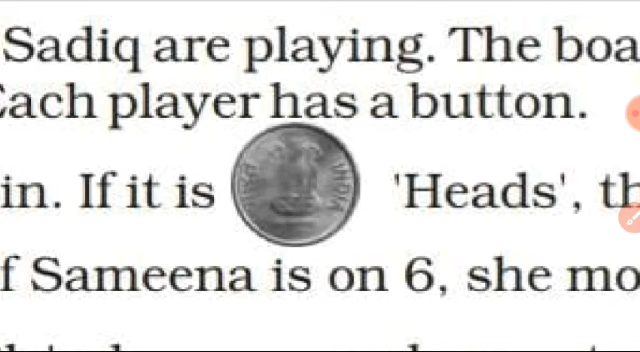 Sadiq are playing. The boa
Each player has a button.
in. If it is 'Heads', th
f Sameena is on 6, she mo